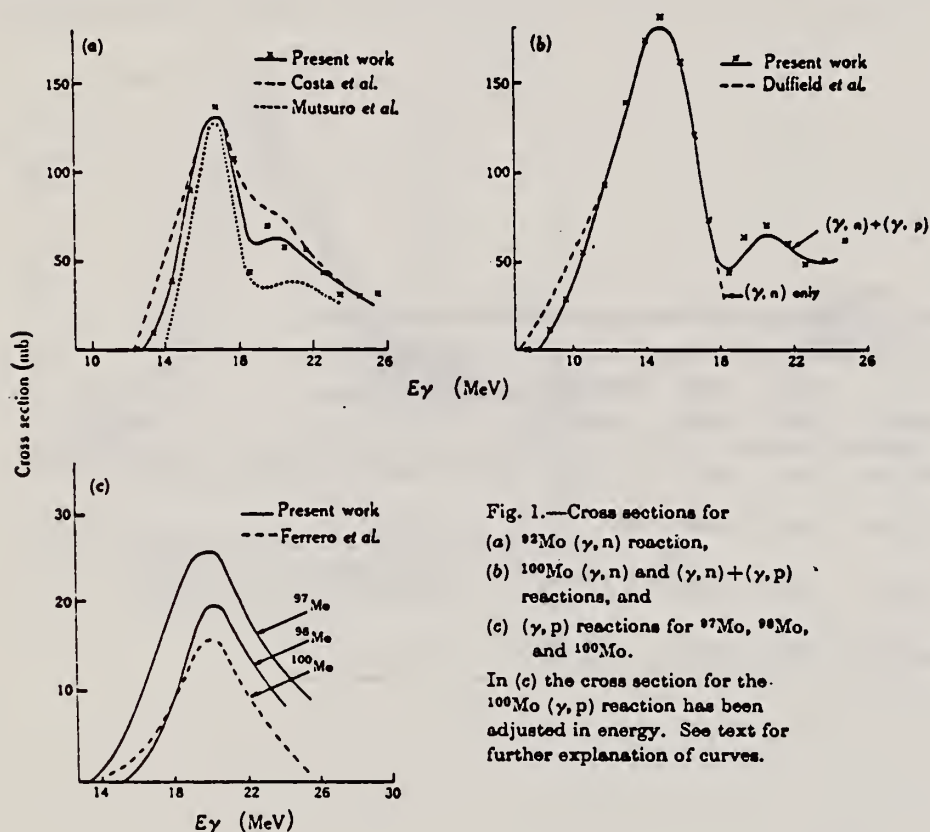 (a)
Present work
Costa et al.
Mutsuro et al.
150
100
50
10 14 18 22 26
(b)
Present work
Duffield et al.
150
100
50
(γ, n) + (γ, p)
(γ, n) only
10 14 18 22 26
Eγ (MeV)
Cross section (mb)
(c)
Present work
Ferrero et al.
30
20
10
⁹⁷Mo
⁹⁸Mo
¹⁰⁰Mo
14 18 22 26 30
Eγ (MeV)
Fig. 1.—Cross sections for
(a) ⁹²Mo (γ, n) reaction,
(b) ¹⁰⁰Mo (γ, n) and (γ, n)+(γ, p)
reactions, and
(c) (γ, p) reactions for ⁹⁷Mo, ⁹⁸Mo,
and ¹⁰⁰Mo.
In (c) the cross section for the
¹⁰⁰Mo (γ, p) reaction has been
adjusted in energy. See text for
further explanation of curves.